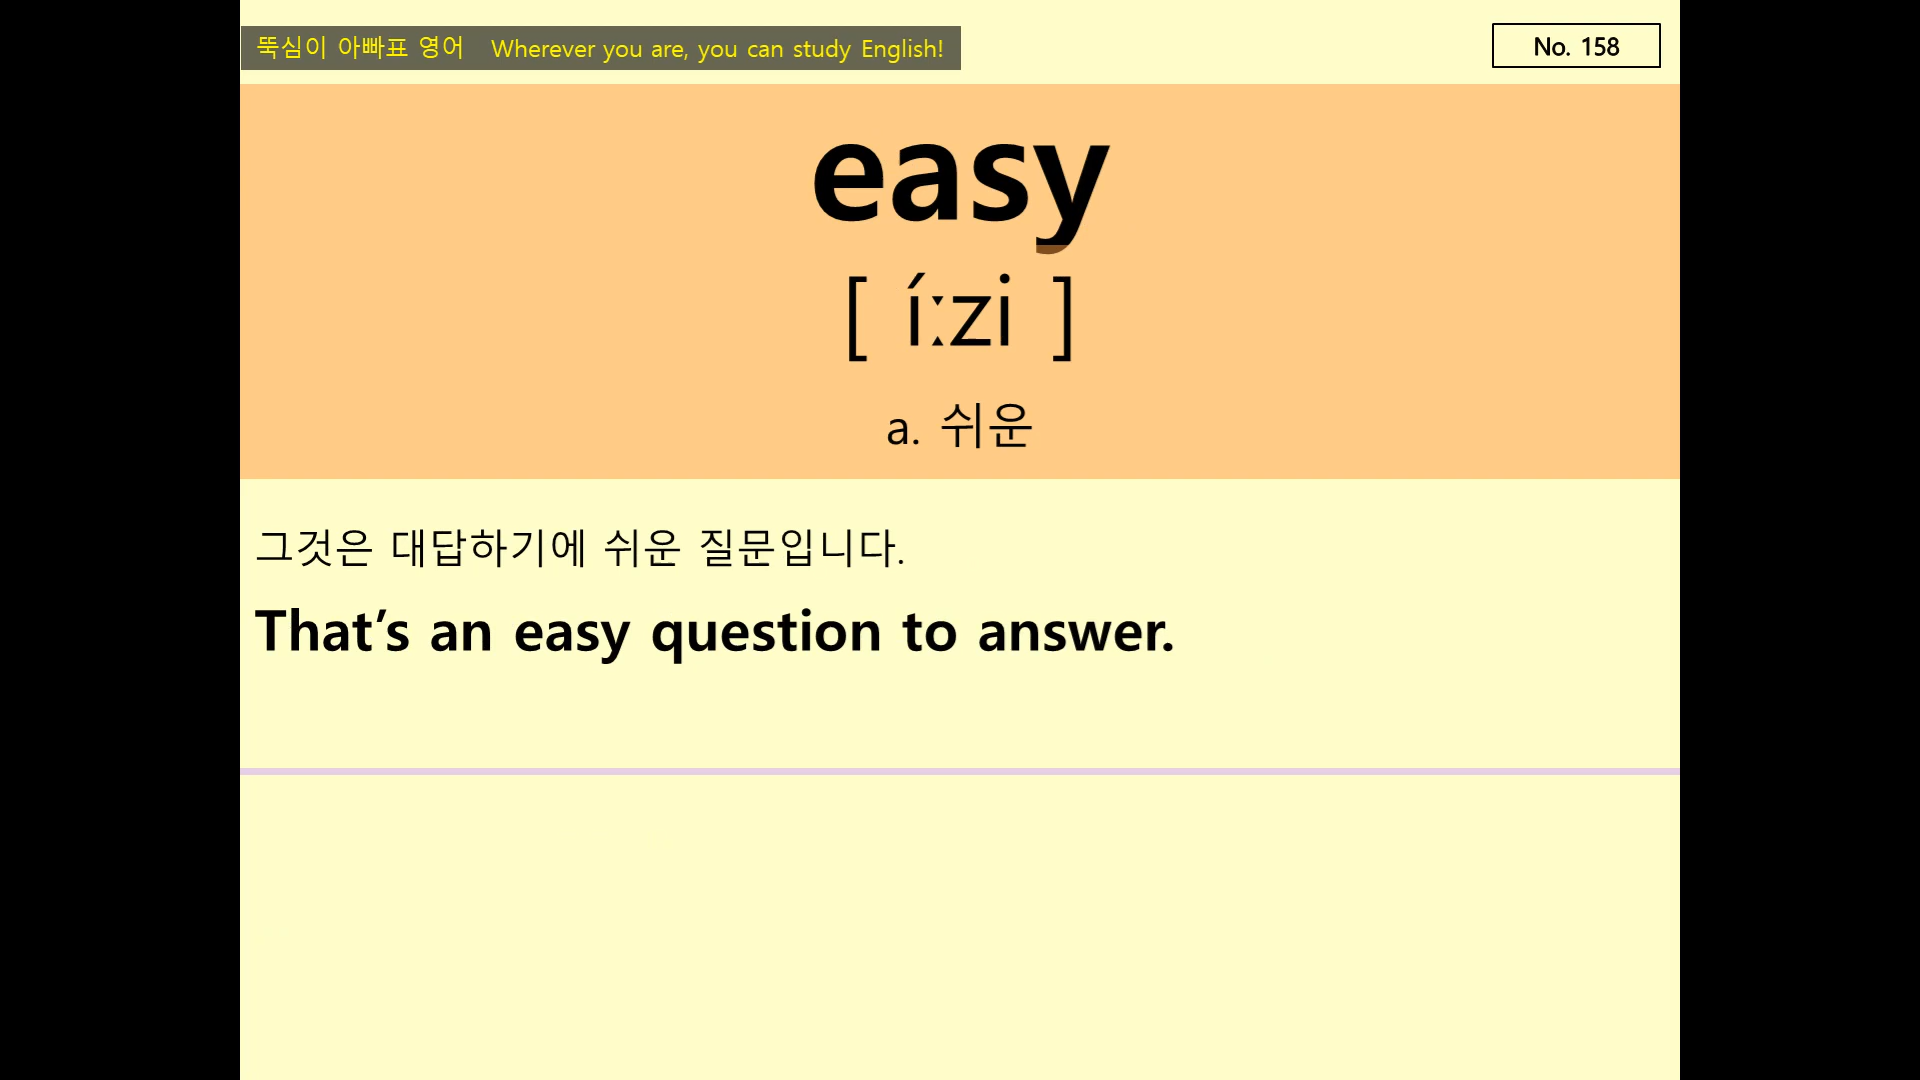 뚝심이 아빠표 영어 Wherever you are, you can study English!
No. 158
easy
[ íːzi ]
a. 쉬운
그것은 대답하기에 쉬운 질문입니다.
That’s an easy question to answer.